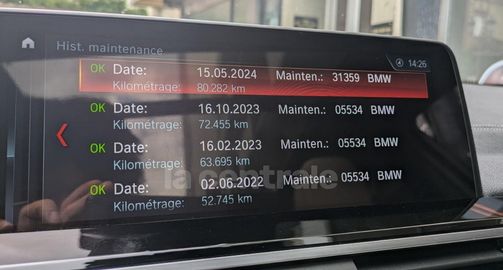 Hist. maintenance
14:26
OK Date: 15.05.2024 Mainten.: 31359 BMW
Kilométrage: 80.282 km
OK Date: 16.10.2023 Mainten.: 05534 BMW
Kilométrage: 72.455 km
OK Date: 16.02.2023 Mainten.: 05534 BMW
Kilométrage: 63.695 km
OK Date: 02.06.2022 Mainten.: 05534 BMW
Kilométrage: 52.745 km
la centrale